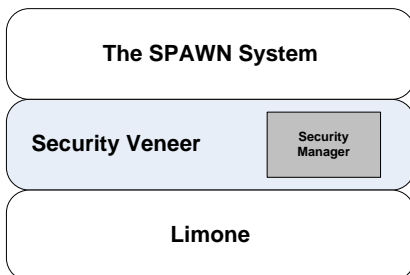 The SPAWN System
Security Veneer
Security
Manager
Limone